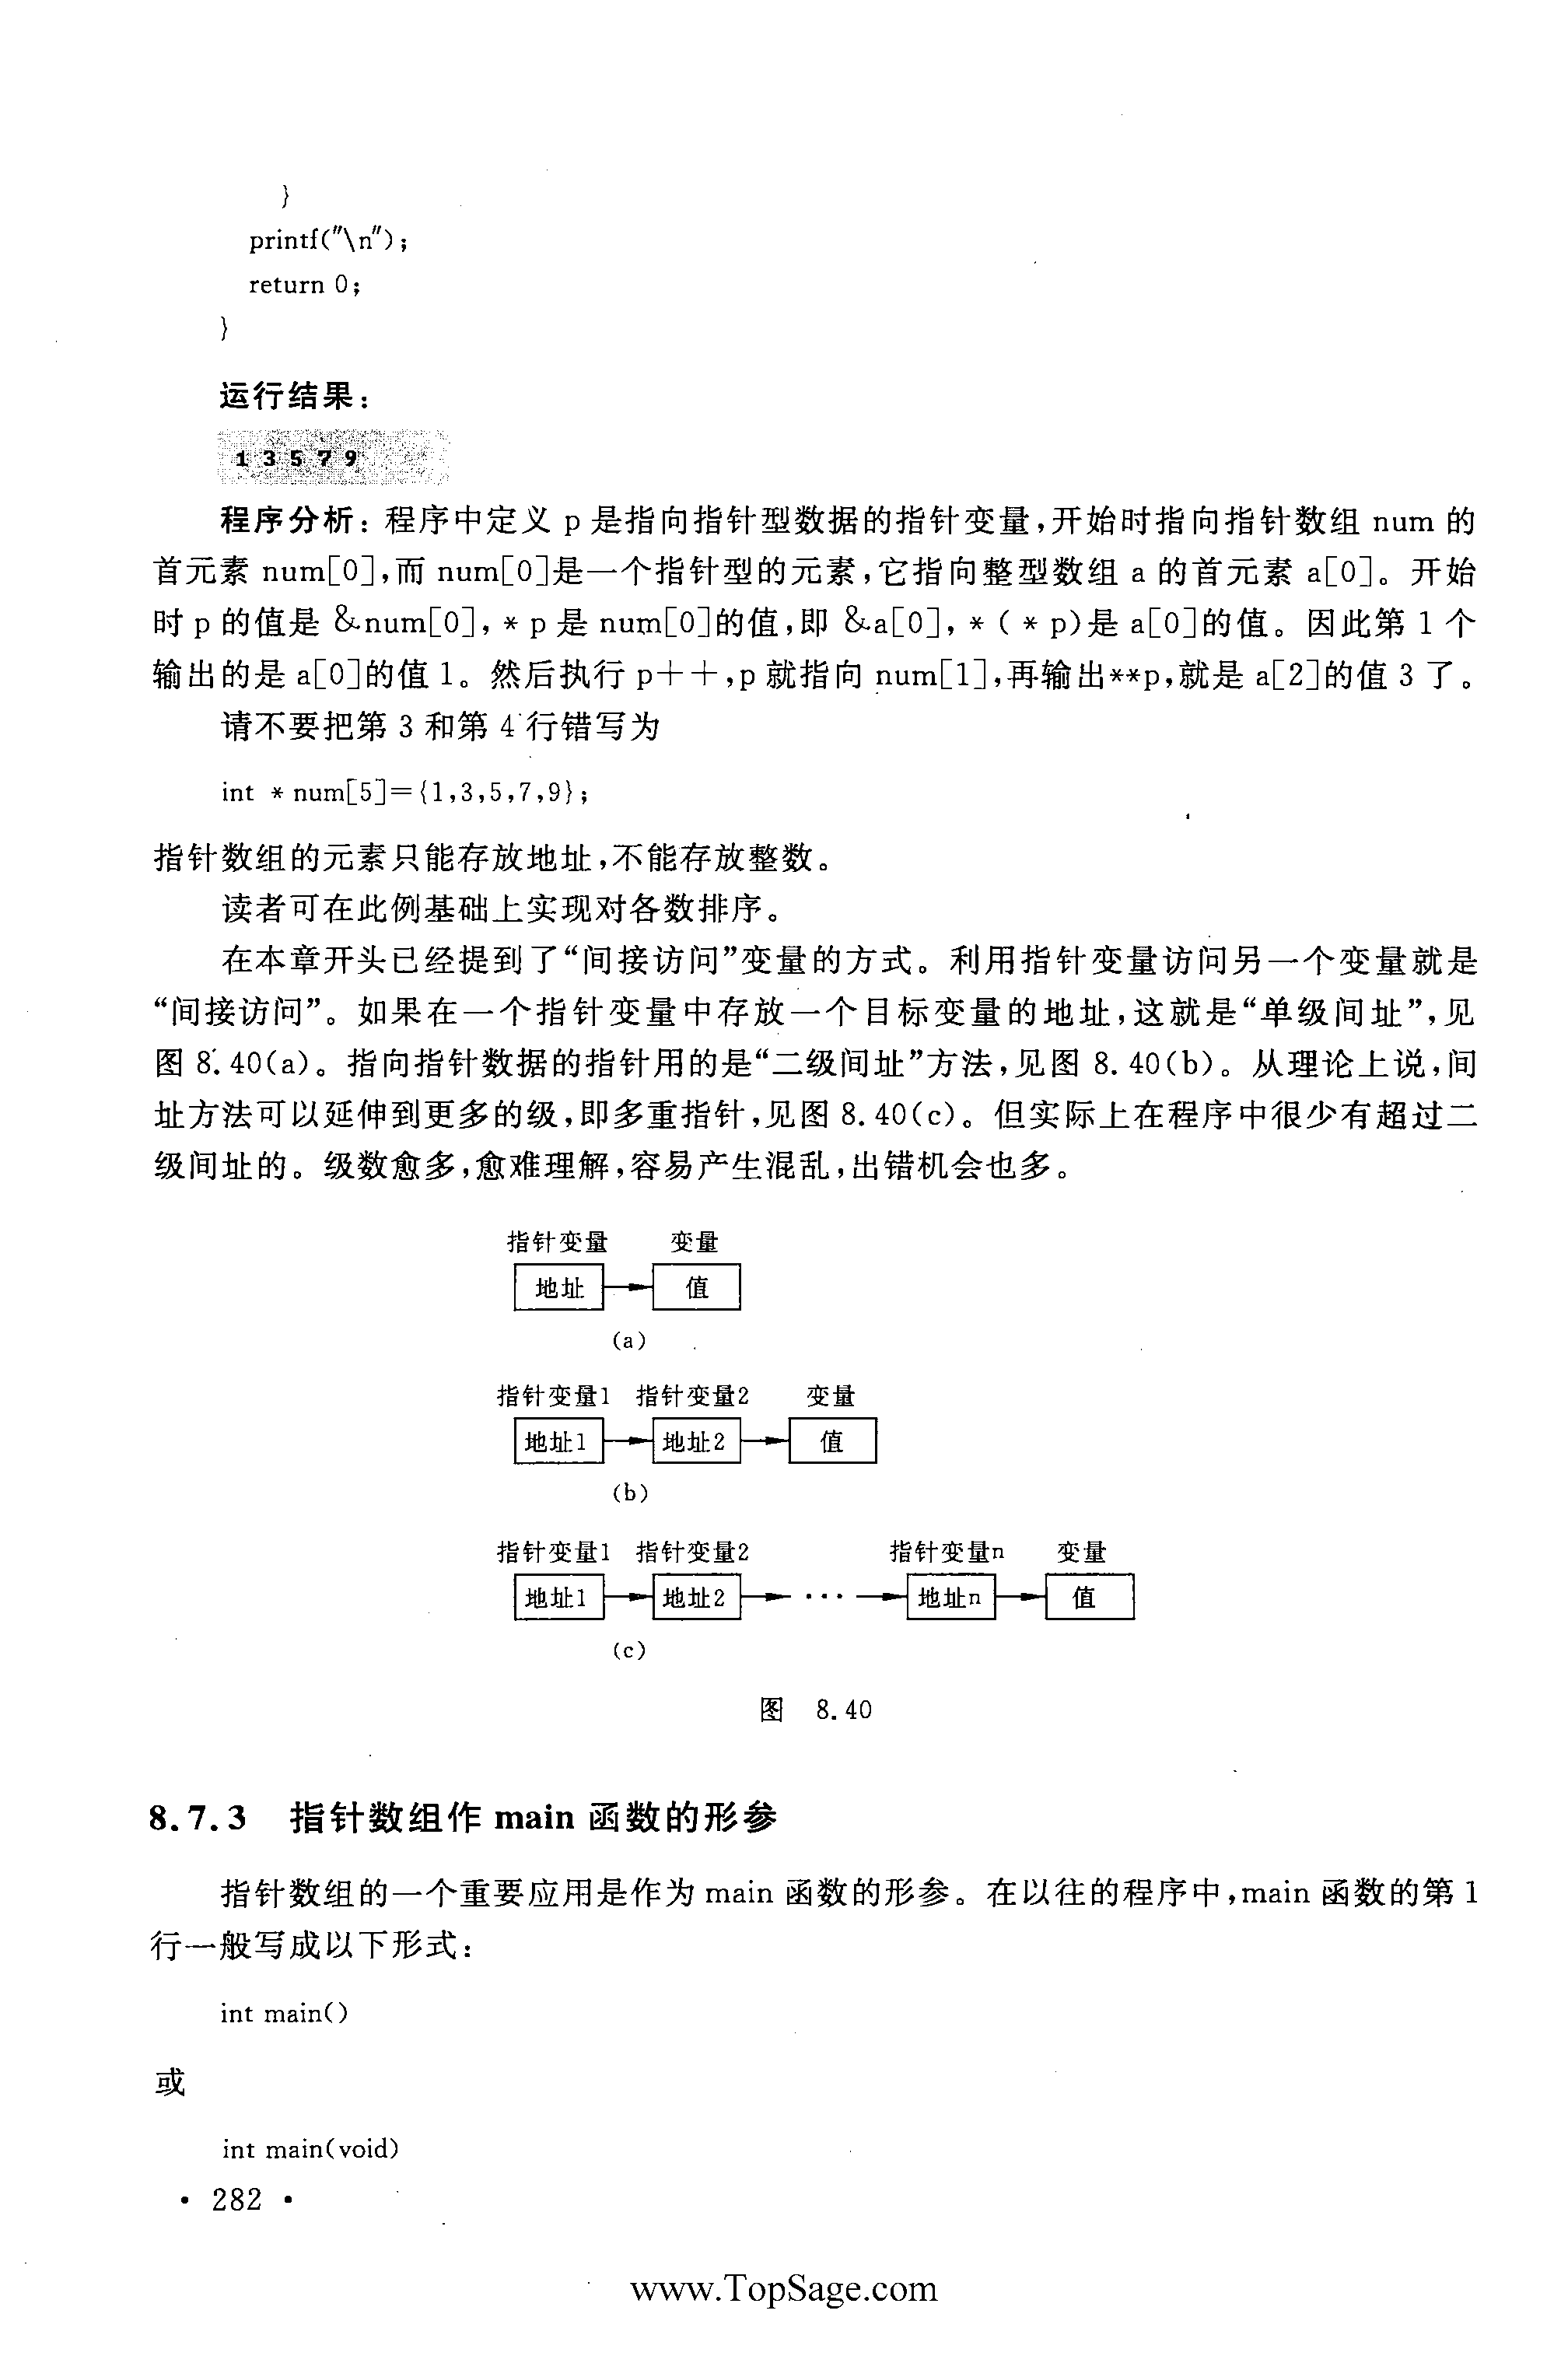 }
printf("\n");
return 0;
}
运行结果:
1 3 5 7 9
程序分析: 程序中定义 p 是指向指针型数据的指针变量,开始时指向指针数组 num 的
首元素 num[0],而 num[0]是一个指针型的元素,它指向整型数组 a 的首元素 a[0]。开始
时 p 的值是 &num[0], * p 是 num[0]的值,即 &a[0], * ( * p)是 a[0]的值。因此第 1 个
输出的是 a[0]的值 1。然后执行 p++,p 就指向 num[1],再输出**p,就是 a[2]的值 3 了。
请不要把第 3 和第 4 行错写为
int * num[5]={1,3,5,7,9};
指针数组的元素只能存放地址,不能存放整数。
读者可在此例基础上实现对各数排序。
在本章开头已经提到了“间接访问”变量的方式。利用指针变量访问另一个变量就是
“间接访问”。如果在一个指针变量中存放一个目标变量的地址,这就是“单级间址”,见
图 8.40(a)。指向指针数据的指针用的是“二级间址”方法,见图 8.40(b)。从理论上说,间
址方法可以延伸到更多的级,即多重指针,见图 8.40(c)。但实际上在程序中很少有超过二
级间址的。级数愈多,愈难理解,容易产生混乱,出错机会也多。
指针变量 变量
地址 值
(a)
指针变量1 指针变量2 变量
地址1 地址2 值
(b)
指针变量1 指针变量2 指针变量n 变量
地址1 地址2 … 地址n 值
(c)
图 8.40
8.7.3 指针数组作 main 函数的形参
指针数组的一个重要应用是作为 main 函数的形参。在以往的程序中,main 函数的第 1
行一般写成以下形式:
int main()
或
int main(void)
· 282 ·
www.TopSage.com